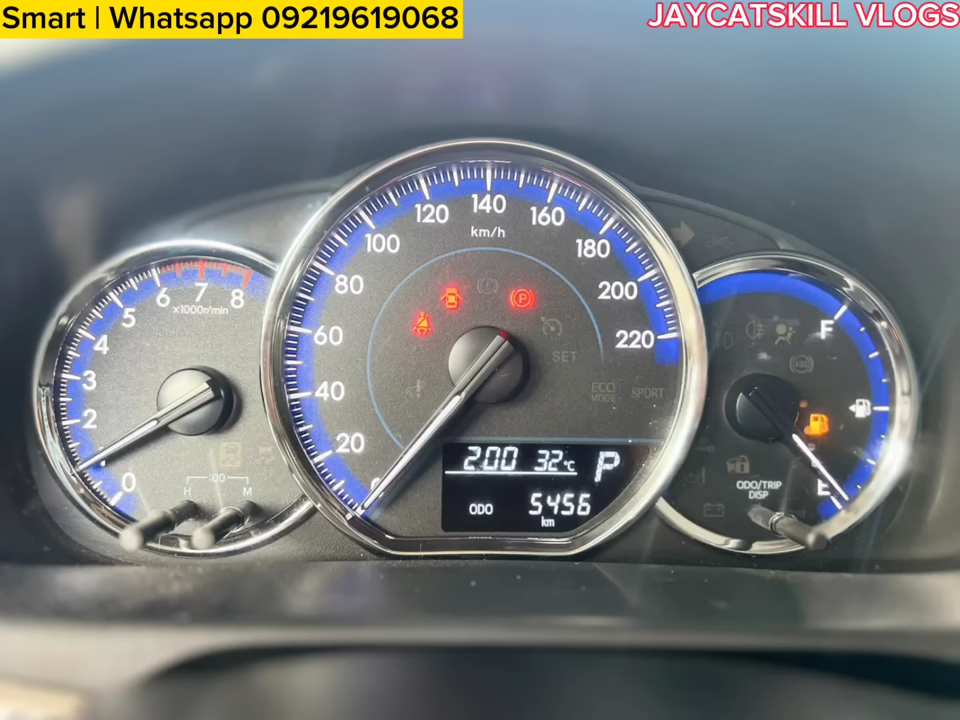 Smart | Whatsapp 09219619068
JAYCATSKILL VLOGS
0
1
2
3
4
5
6
7
8
x1000r/min
:00
H M
0
20
40
60
80
100
120
140
160
180
200
220
km/h
P
SET
ECO
MODE
SPORT
2:00 32°C P
ODO 5456
km
F
E
ODO/TRIP
DISP